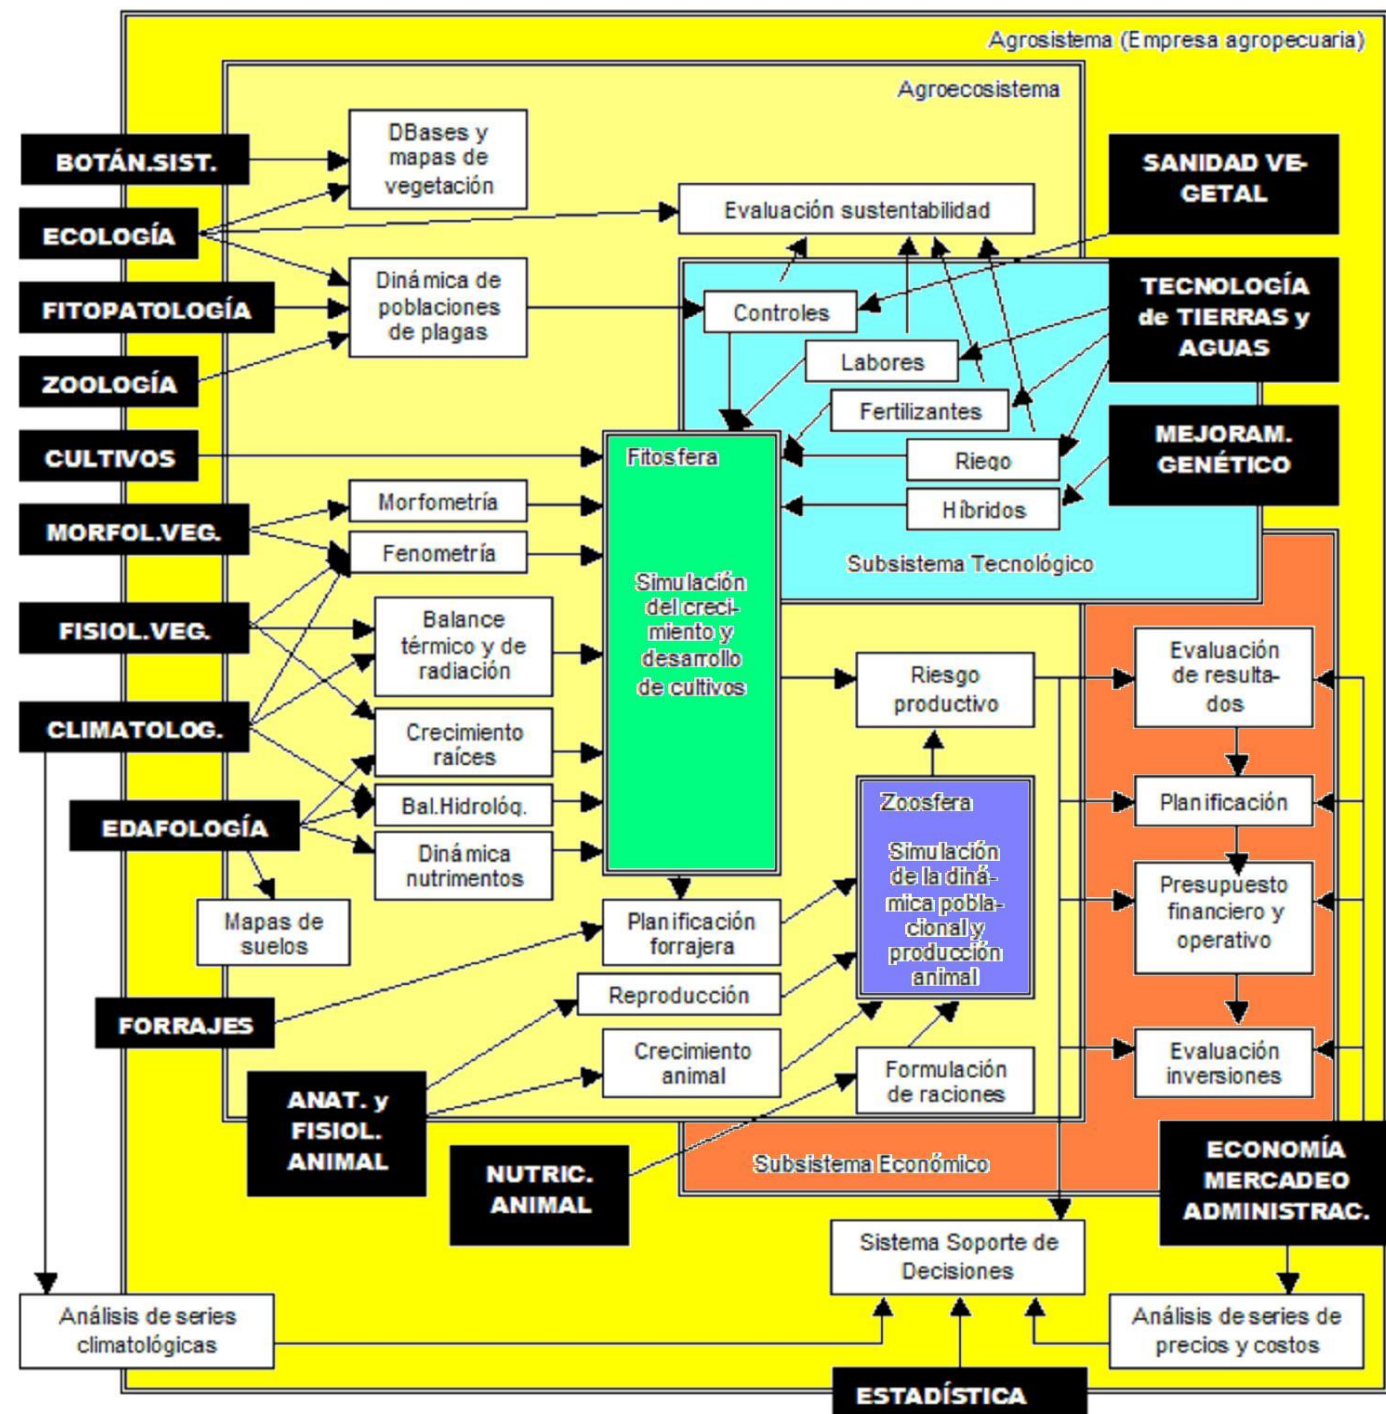 Agrosistema (Empresa agropecuaria)
Agroecosistema
BOTÁN.SIST.
ECOLOGÍA
FITOPATOLOGÍA
ZOOLOGÍA
CULTIVOS
MORFOL.VEG.
FISIOL.VEG.
CLIMATOLOG.
EDAFOLOGÍA
Mapas de
suelos
FORRAJES
ANAT. y
FISIOL.
ANIMAL
NUTRIC.
ANIMAL
DBases y
mapas de
vegetación
Dinámica de
poblaciones
de plagas
Evaluación sustentabilidad
Controles
Labores
Fertilizantes
Riego
Híbridos
Subsistema Tecnológico
SANIDAD VE-
GETAL
TECNOLOGÍA
de TIERRAS y
AGUAS
MEJORAM.
GENÉTICO
Morfometría
Fenometría
Balance
térmico y de
radiación
Crecimiento
raíces
Bal.Hidrológ.
Dinámica
nutrimentos
Fitosfera
Simulación
del creci-
miento y
desarrollo
de cultivos
Planificación
forrajera
Reproducción
Crecimiento
animal
Riesgo
productivo
Zoosfera
Simulación
de la diná-
mica pobla-
cional y
producción
animal
Formulación
de raciones
Evaluación
de resulta-
dos
Planificación
Presupuesto
financiero y
operativo
Evaluación
inversiones
Subsistema Económico
ECONOMÍA
MERCADEO
ADMINISTRAC.
Sistema Soporte de
Decisiones
Análisis de series
climatológicas
Análisis de series de
precios y costos
ESTADÍSTICA